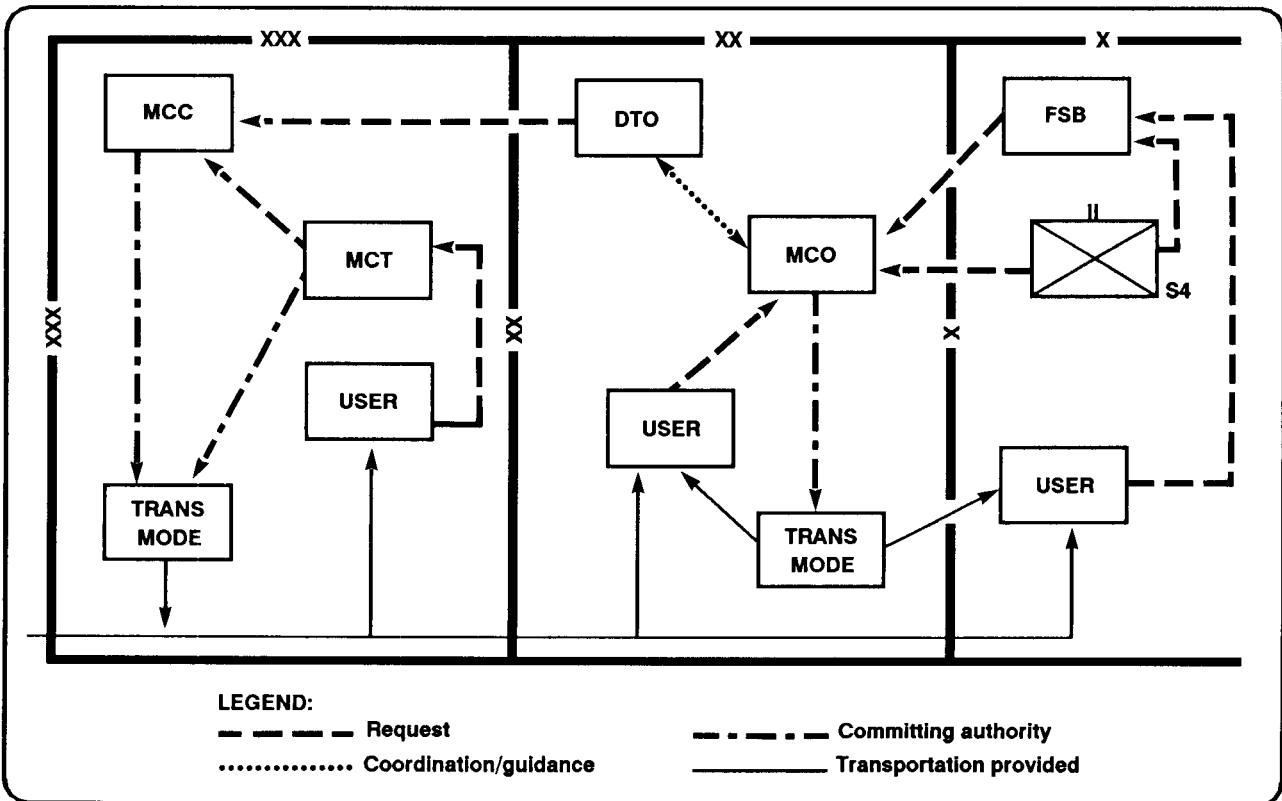 XXX
XX
X
MCC
DTO
FSB
MCT
MCO
II
S4
XXX
XX
X
USER
USER
USER
TRANS
MODE
TRANS
MODE
LEGEND:
Request
Committing authority
Coordination/guidance
Transportation provided